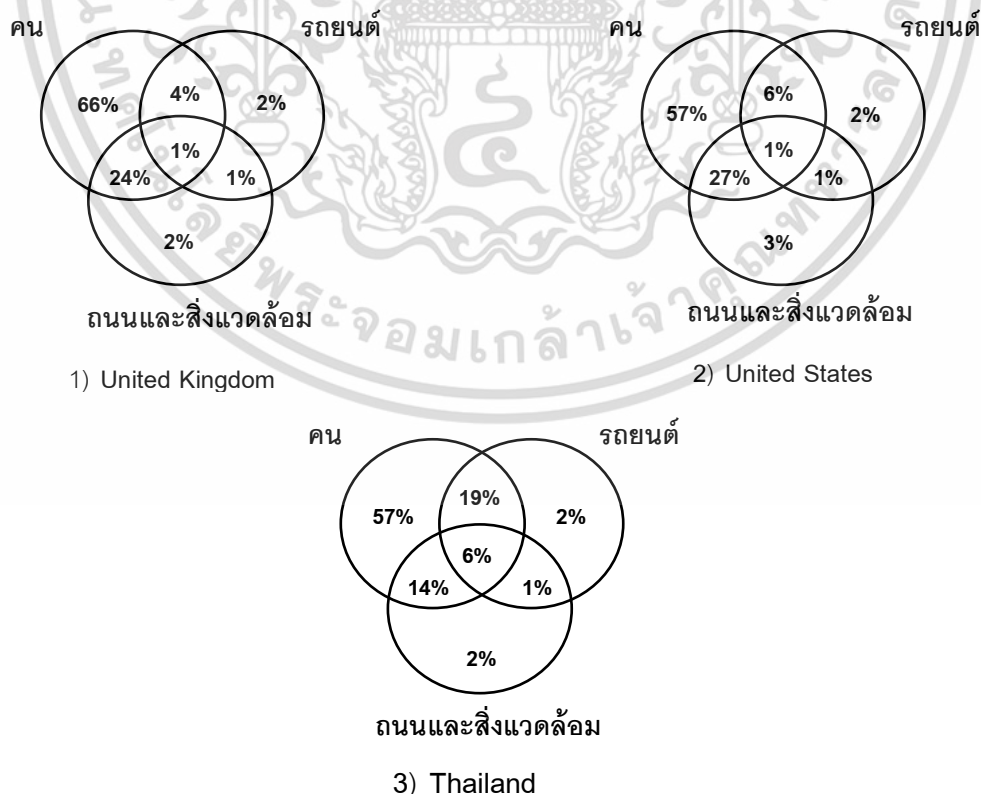 คน รถยนต์
66% 4% 2%
1%
24% 1%
2%
ถนนและสิ่งแวดล้อม
1) United Kingdom
คน รถยนต์
57% 6% 2%
1%
27% 1%
3%
ถนนและสิ่งแวดล้อม
2) United States
คน รถยนต์
57% 19% 2%
6%
14% 1%
2%
ถนนและสิ่งแวดล้อม
3) Thailand